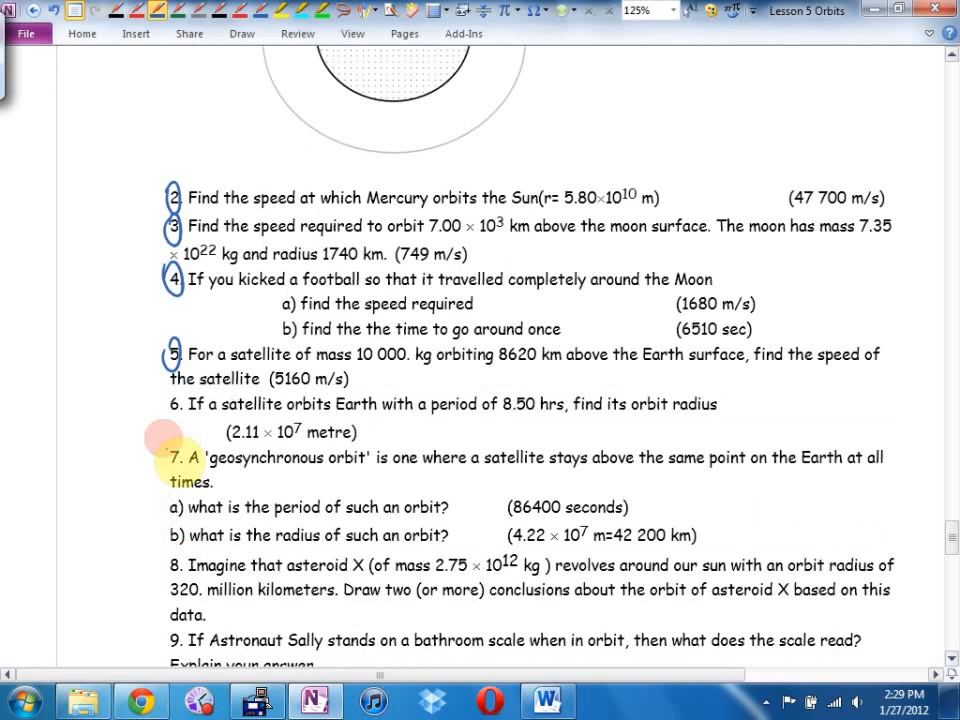 125%
Lesson 5 Orbits
File Home Insert Share Draw Review View Pages Add-Ins
2. Find the speed at which Mercury orbits the Sun(r= 5.80×10¹⁰ m) (47 700 m/s)
3. Find the speed required to orbit 7.00 × 10³ km above the moon surface. The moon has mass 7.35
× 10²² kg and radius 1740 km. (749 m/s)
4. If you kicked a football so that it travelled completely around the Moon
a) find the speed required (1680 m/s)
b) find the the time to go around once (6510 sec)
5. For a satellite of mass 10 000. kg orbiting 8620 km above the Earth surface, find the speed of
the satellite (5160 m/s)
6. If a satellite orbits Earth with a period of 8.50 hrs, find its orbit radius
(2.11 × 10⁷ metre)
7. A 'geosynchronous orbit' is one where a satellite stays above the same point on the Earth at all
times.
a) what is the period of such an orbit? (86400 seconds)
b) what is the radius of such an orbit? (4.22 × 10⁷ m=42 200 km)
8. Imagine that asteroid X (of mass 2.75 × 10¹² kg ) revolves around our sun with an orbit radius of
320. million kilometers. Draw two (or more) conclusions about the orbit of asteroid X based on this
data.
9. If Astronaut Sally stands on a bathroom scale when in orbit, then what does the scale read?
Explain your answer
2:29 PM
1/27/2012